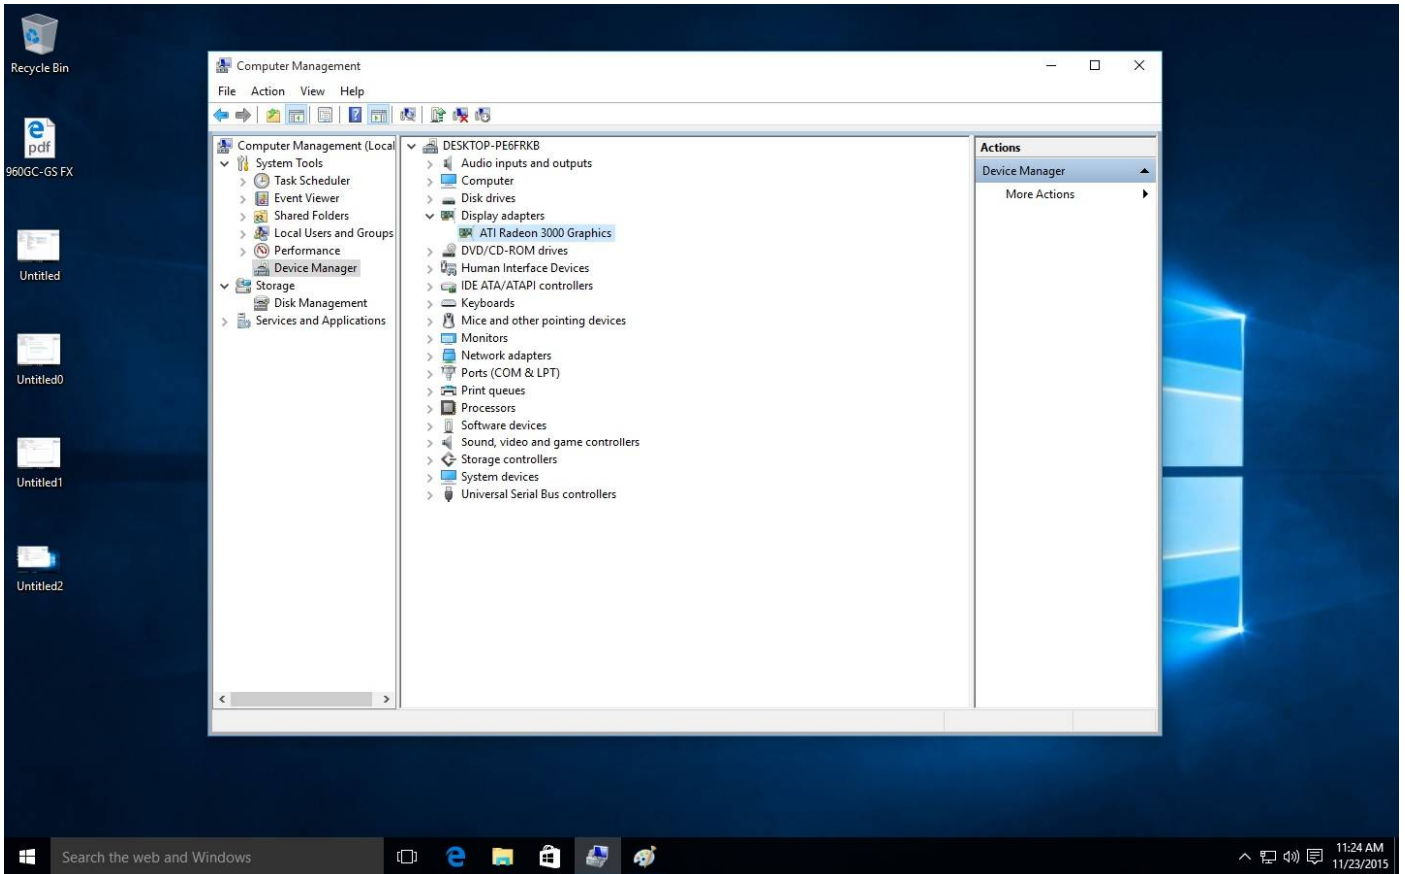 Recycle Bin
pdf
960GC-GS FX
Untitled
Untitled0
Untitled1
Untitled2
Computer Management
File Action View Help
Computer Management (Local
System Tools
Task Scheduler
Event Viewer
Shared Folders
Local Users and Groups
Performance
Device Manager
Storage
Disk Management
Services and Applications
DESKTOP-PE6FRKB
Audio inputs and outputs
Computer
Disk drives
Display adapters
ATI Radeon 3000 Graphics
DVD/CD-ROM drives
Human Interface Devices
IDE ATA/ATAPI controllers
Keyboards
Mice and other pointing devices
Monitors
Network adapters
Ports (COM & LPT)
Print queues
Processors
Software devices
Sound, video and game controllers
Storage controllers
System devices
Universal Serial Bus controllers
Actions
Device Manager
More Actions
Search the web and Windows
11:24 AM
11/23/2015